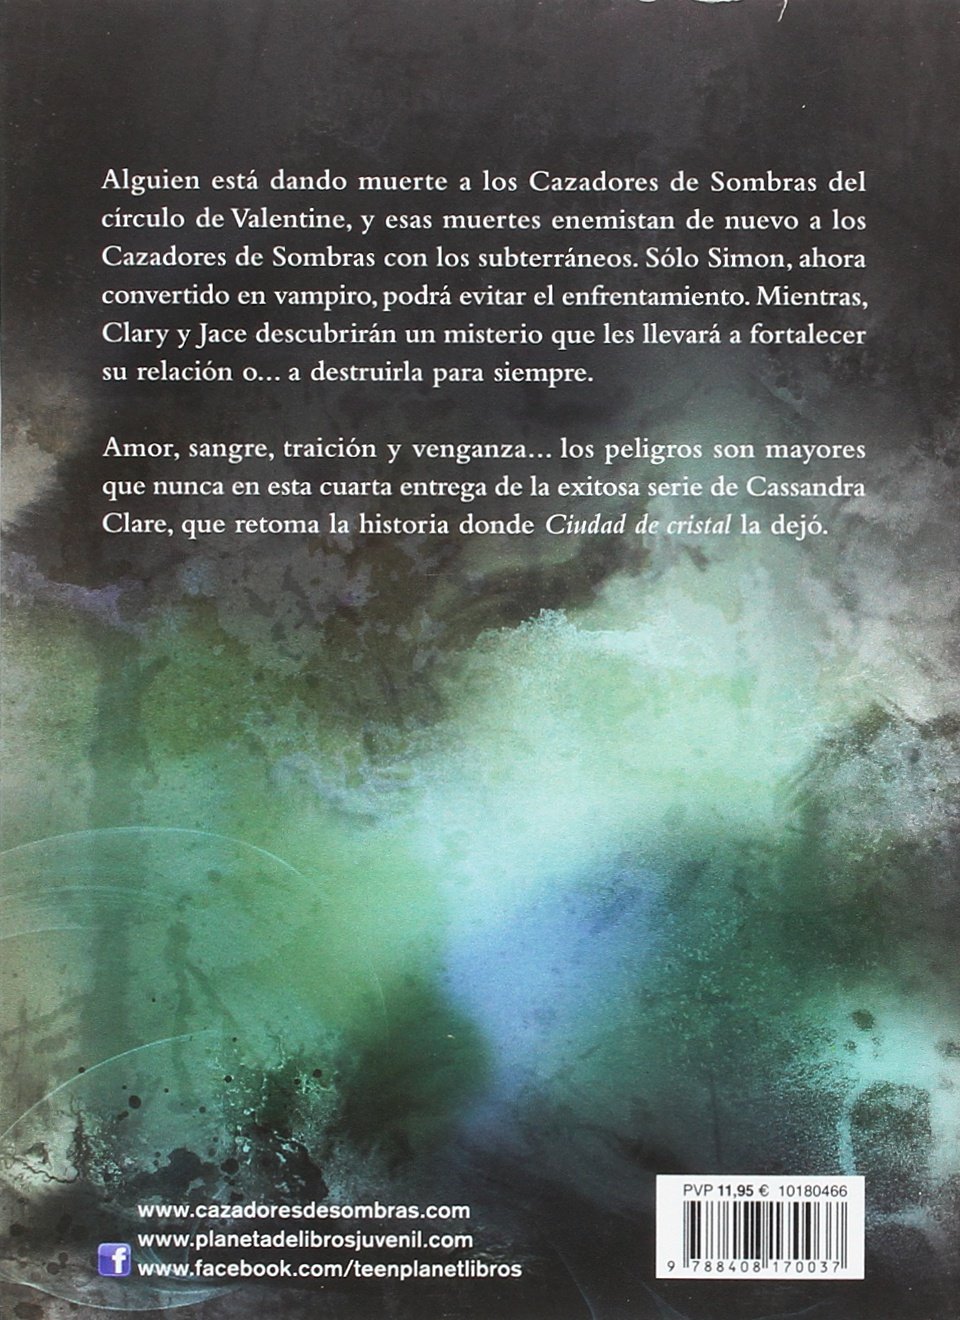 Alguien está dando muerte a los Cazadores de Sombras del
círculo de Valentine, y esas muertes enemistan de nuevo a los
Cazadores de Sombras con los subterráneos. Sólo Simon, ahora
convertido en vampiro, podrá evitar el enfrentamiento. Mientras,
Clary y Jace descubrirán un misterio que les llevará a fortalecer
su relación o... a destruirla para siempre.
Amor, sangre, traición y venganza... los peligros son mayores
que nunca en esta cuarta entrega de la exitosa serie de Cassandra
Clare, que retoma la historia donde Ciudad de cristal la dejó.
www.cazadoresdesombras.com
www.planetadelibrosjuvenil.com
f www.facebook.com/teenplanetlibros
PVP 11,95 € 10180466
9 788408 170037